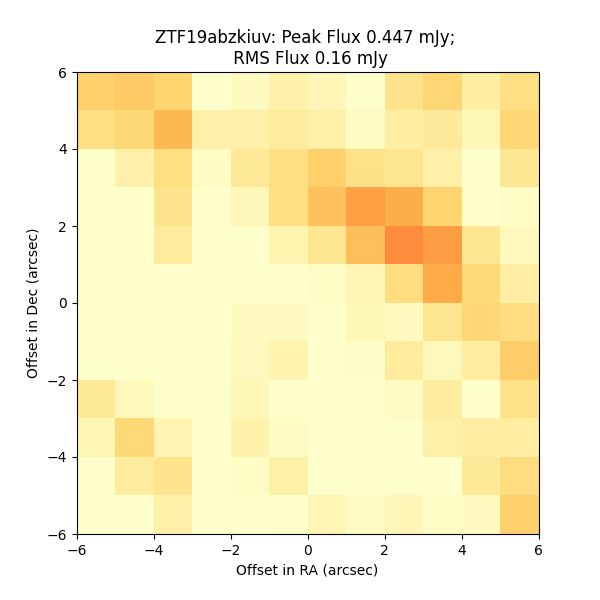 ZTF19abzkiuv: Peak Flux 0.447 mJy;
RMS Flux 0.16 mJy
6
4
2
0
−2
−4
−6
Offset in Dec (arcsec)
−6 −4 −2 0 2 4 6
Offset in RA (arcsec)